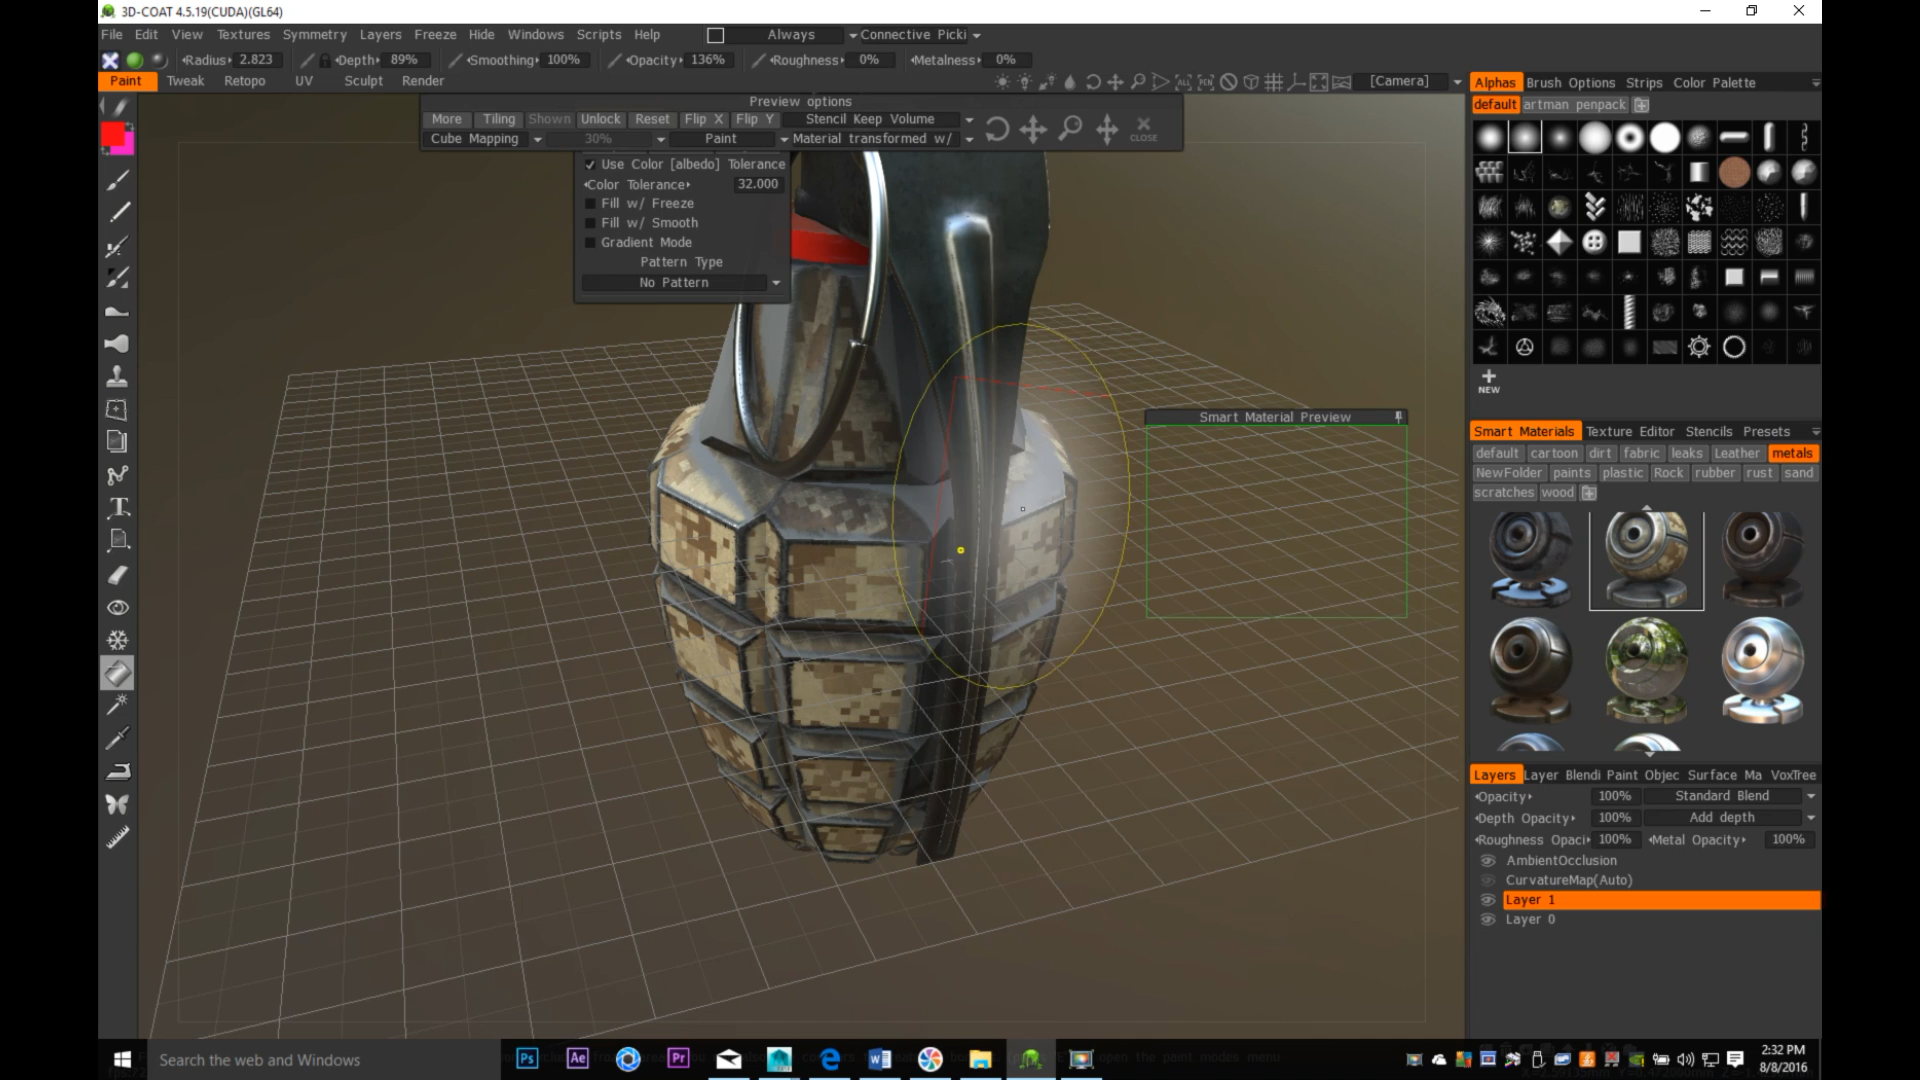 3D-COAT 4.5.19(CUDA)(GL64)
File Edit View Textures Symmetry Layers Freeze Hide Windows Scripts Help Always Connective Picki
Radius 2.823 Depth 89% Smoothing 100% Opacity 136% Roughness 0% Metalness 0%
Paint Tweak Retopo UV Sculpt Render [Camera]
Alphas Brush Options Strips Color Palette
default artman penpack
Preview options
More Tiling Shown Unlock Reset Flip X Flip Y Stencil Keep Volume
Cube Mapping 30% Paint Material transformed w/ CLOSE
Use Color [albedo] Tolerance
Color Tolerance 32.000
Fill w/ Freeze
Fill w/ Smooth
Gradient Mode
Pattern Type
No Pattern
NEW
Smart Material Preview
Smart Materials Texture Editor Stencils Presets
default cartoon dirt fabric leaks Leather metals
NewFolder paints plastic Rock rubber rust sand
scratches wood
Layers Layer Blendi Paint Objec Surface Ma VoxTree
Opacity 100% Standard Blend
Depth Opacity 100% Add depth
Roughness Opaci 100% Metal Opacity 100%
AmbientOcclusion
CurvatureMap(Auto)
Layer 1
Layer 0
Search the web and Windows
Ps Ae Pr
2:32 PM
8/8/2016